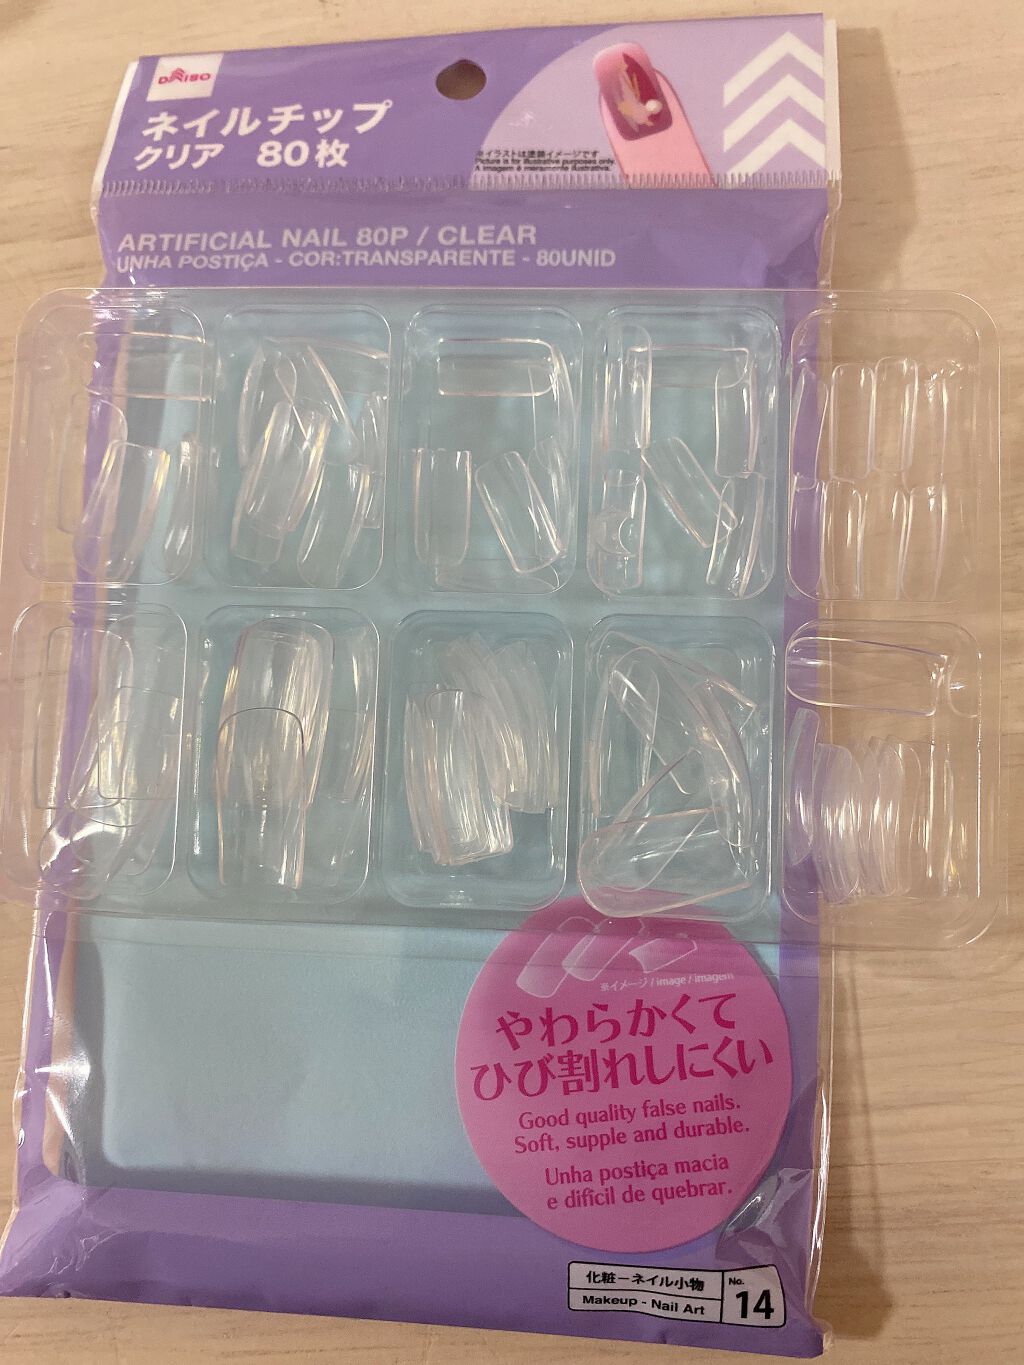 DAISO
ネイルチップ
クリア 80枚
※イラストは塗装イメージです
Picture is for illustrative purposes only.
A imagem é meramente ilustrativa.
ARTIFICIAL NAIL 80P / CLEAR
UNHA POSTIÇA - COR:TRANSPARENTE - 80UNID
※イメージ / image / imagem
やわらかくて
ひび割れしにくい
Good quality false nails.
Soft, supple and durable.
Unha postiça macia
e difícil de quebrar.
化粧－ネイル小物
Makeup - Nail Art
No.
14